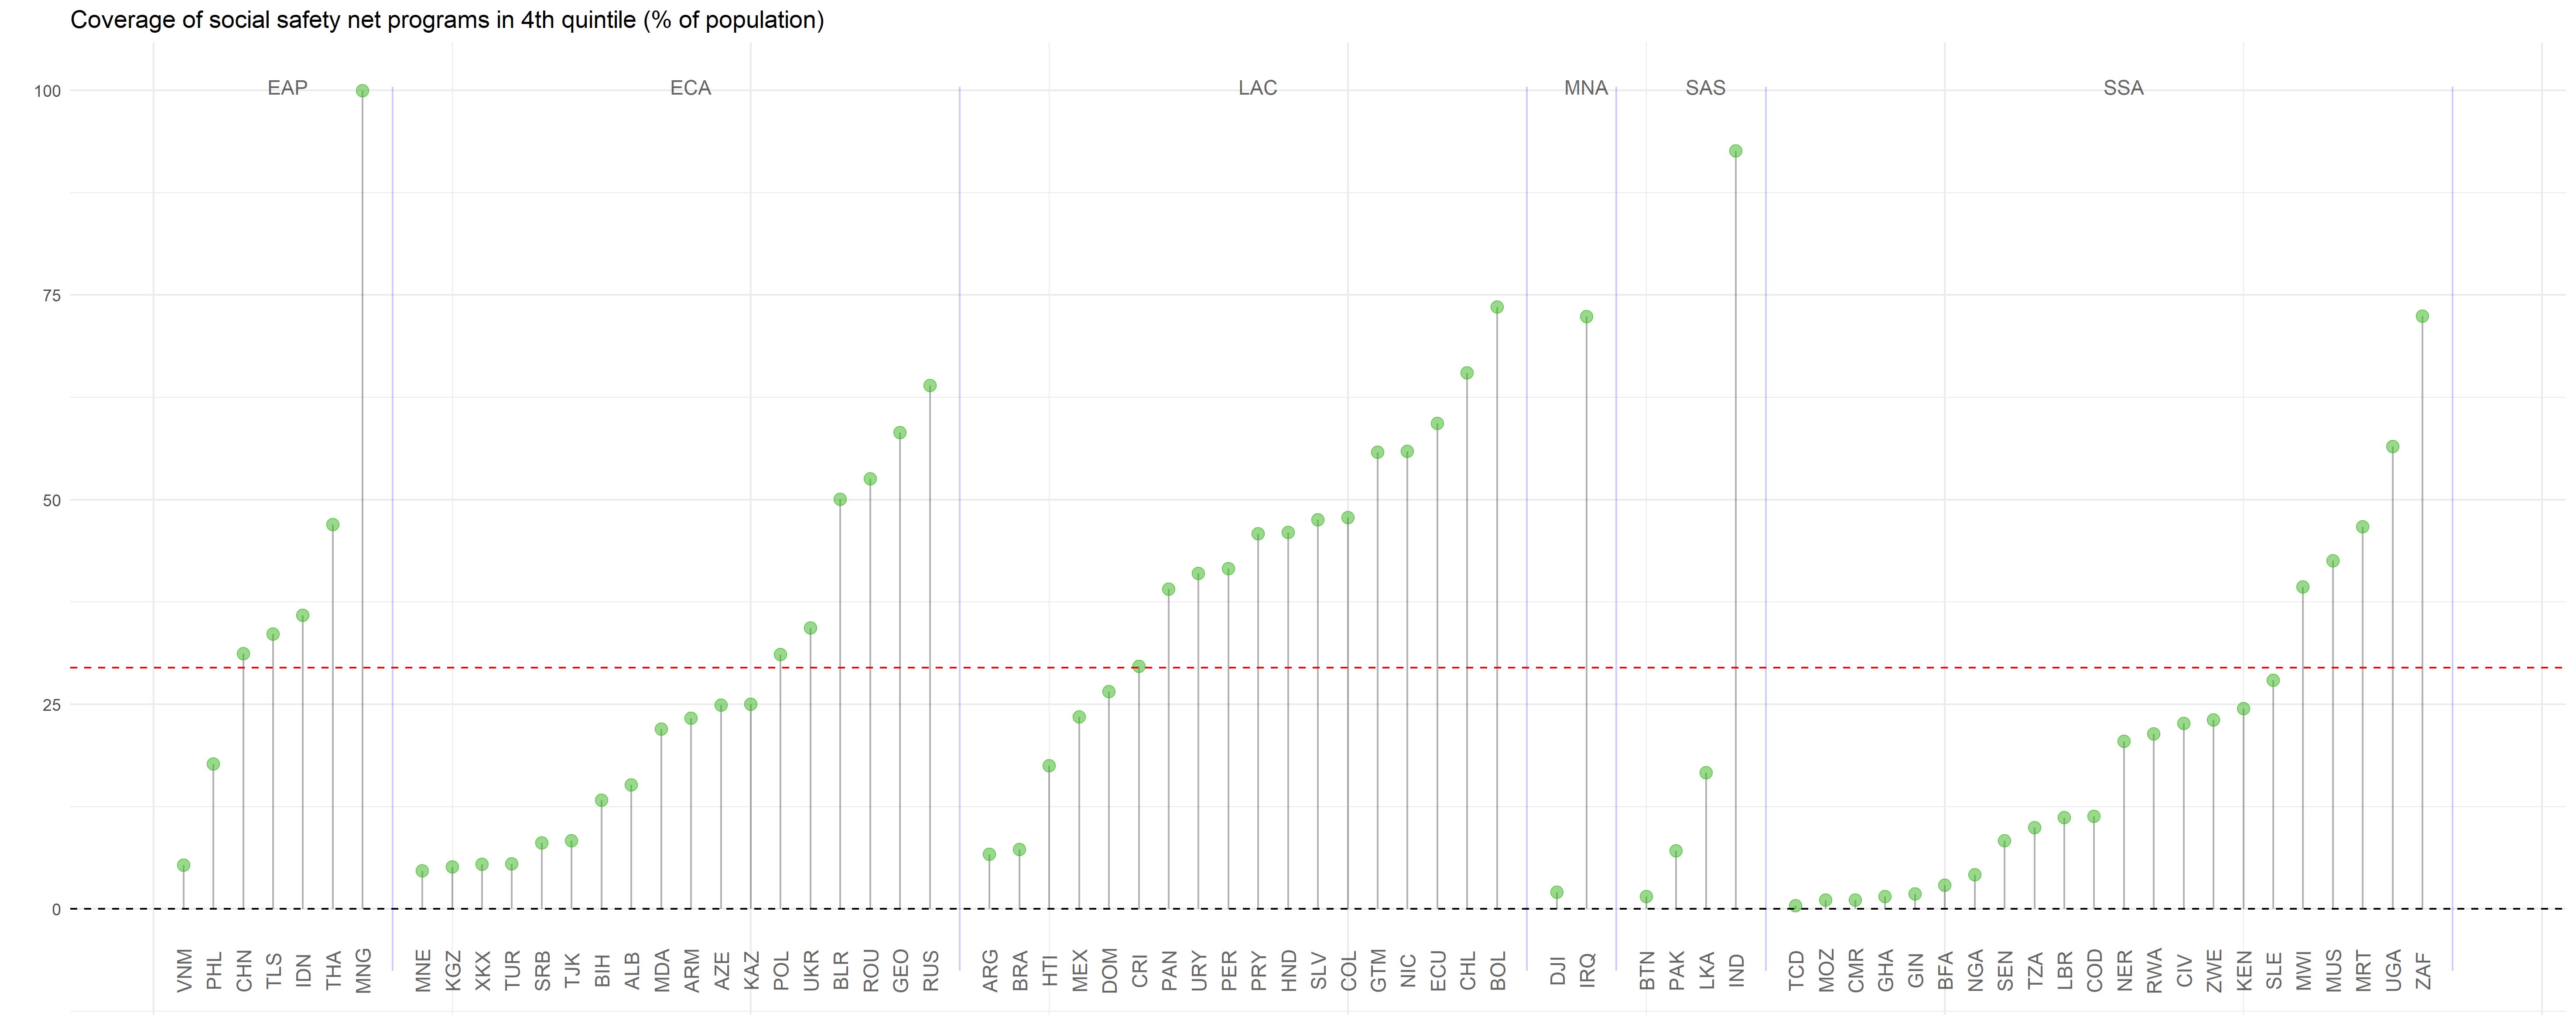 Coverage of social safety net programs in 4th quintile (% of population)
EAP ECA LAC MNA SAS SSA
100
75
50
25
0
VNM PHL CHN TLS IDN THA MNG MNE KGZ XKX TUR SRB TJK BIH ALB MDA ARM AZE KAZ POL UKR BLR ROU GEO RUS ARG BRA HTI MEX DOM CRI PAN URY PER PRY HND SLV COL GTM NIC ECU CHL BOL DJI IRQ BTN PAK LKA IND TCD MOZ CMR GHA GIN BFA NGA SEN TZA LBR COD NER RWA CIV ZWE KEN SLE MWI MUS MRT UGA ZAF